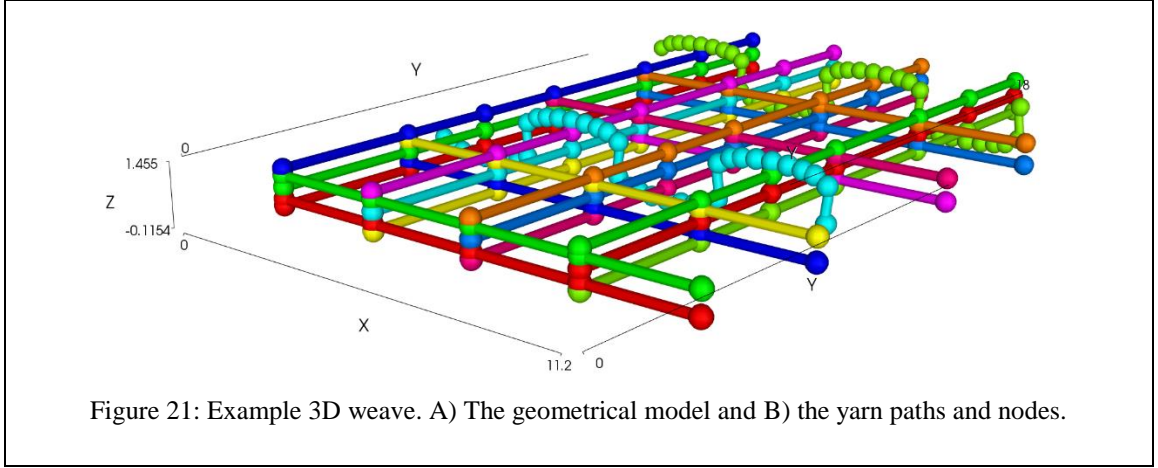 Y
0
1.455
Z
-0.1154
0
X
11.2
0
Y
Y
18
Figure 21: Example 3D weave. A) The geometrical model and B) the yarn paths and nodes.